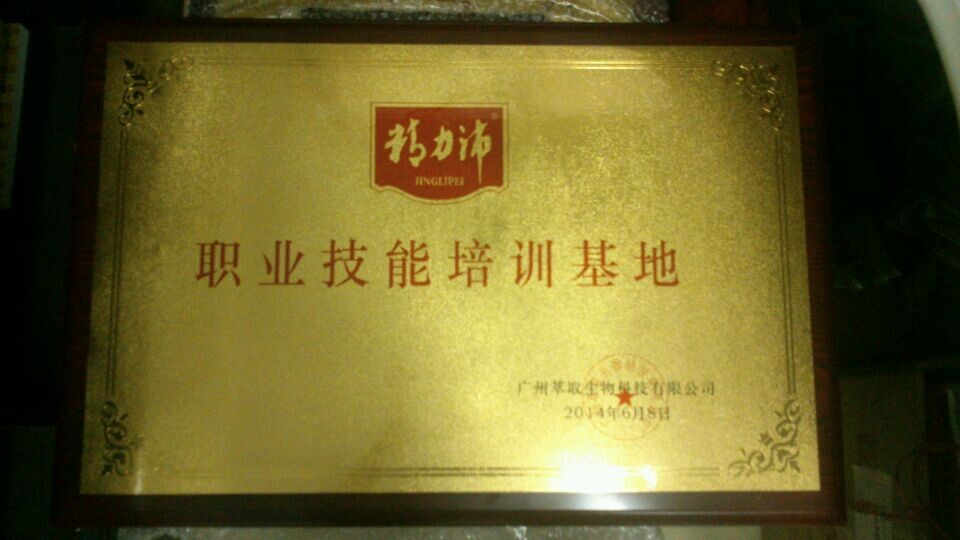 精力沛®
JINGLIPEI
职业技能培训基地
广州萃取生物科技有限公司
2014年6月8日